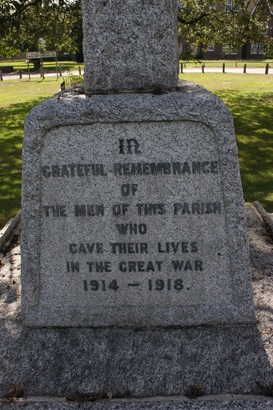 IN
GRATEFUL REMEMBRANCE
OF
THE MEN OF THIS PARISH
WHO
GAVE THEIR LIVES
IN THE GREAT WAR
1914 — 1918.